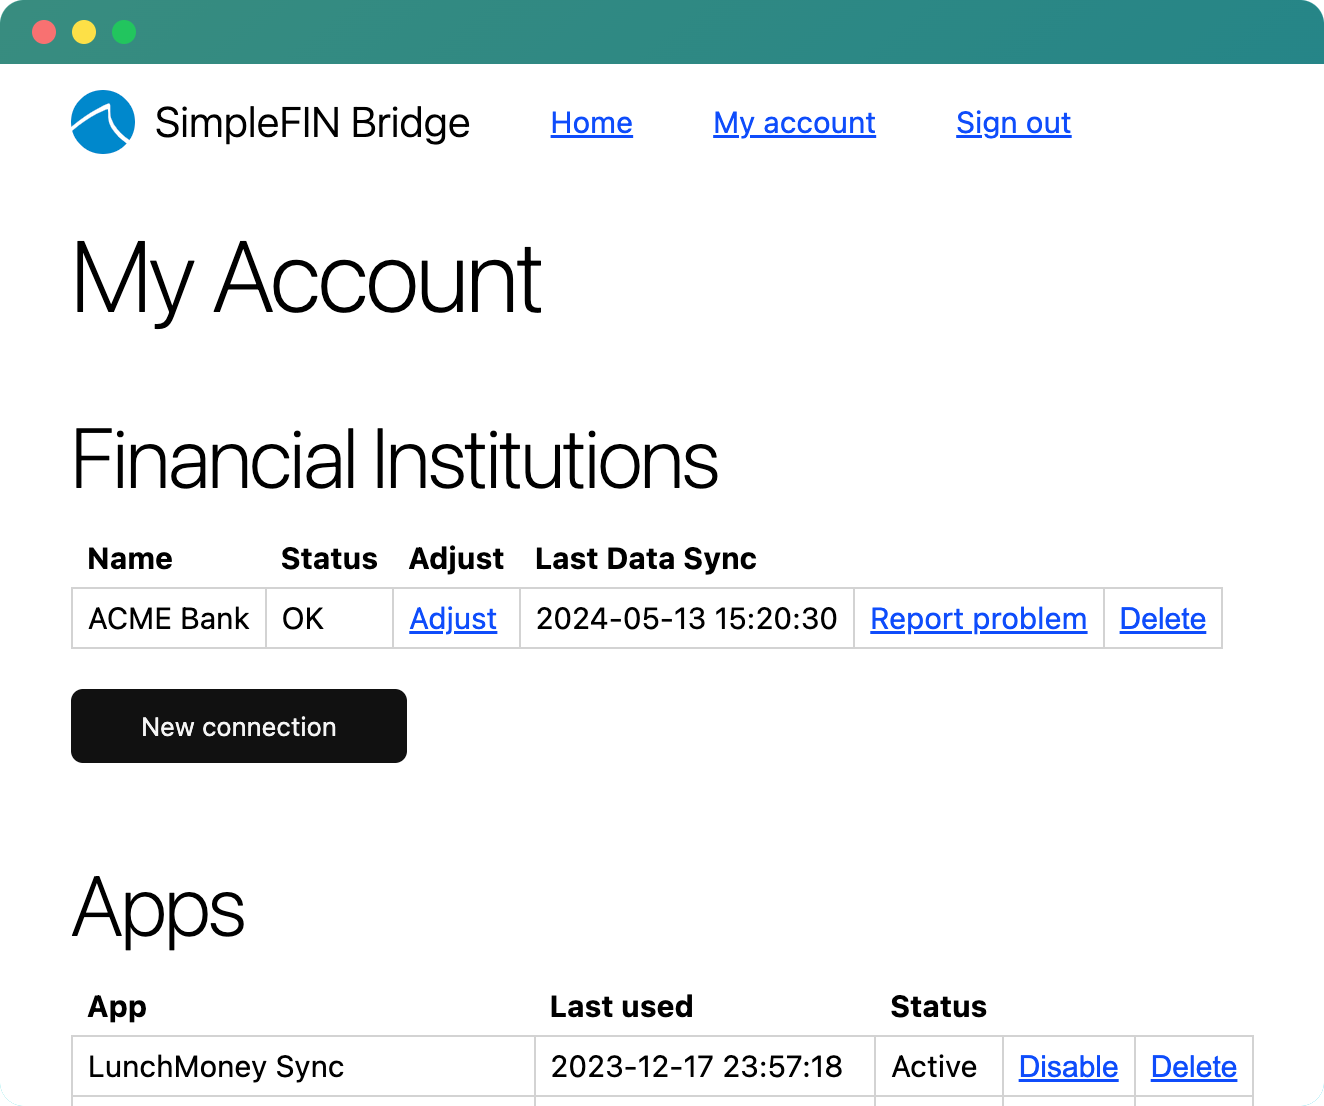 SimpleFIN Bridge Home My account Sign out
My Account
Financial Institutions
Name Status Adjust Last Data Sync
ACME Bank OK Adjust 2024-05-13 15:20:30 Report problem Delete
New connection
Apps
App Last used Status
LunchMoney Sync 2023-12-17 23:57:18 Active Disable Delete